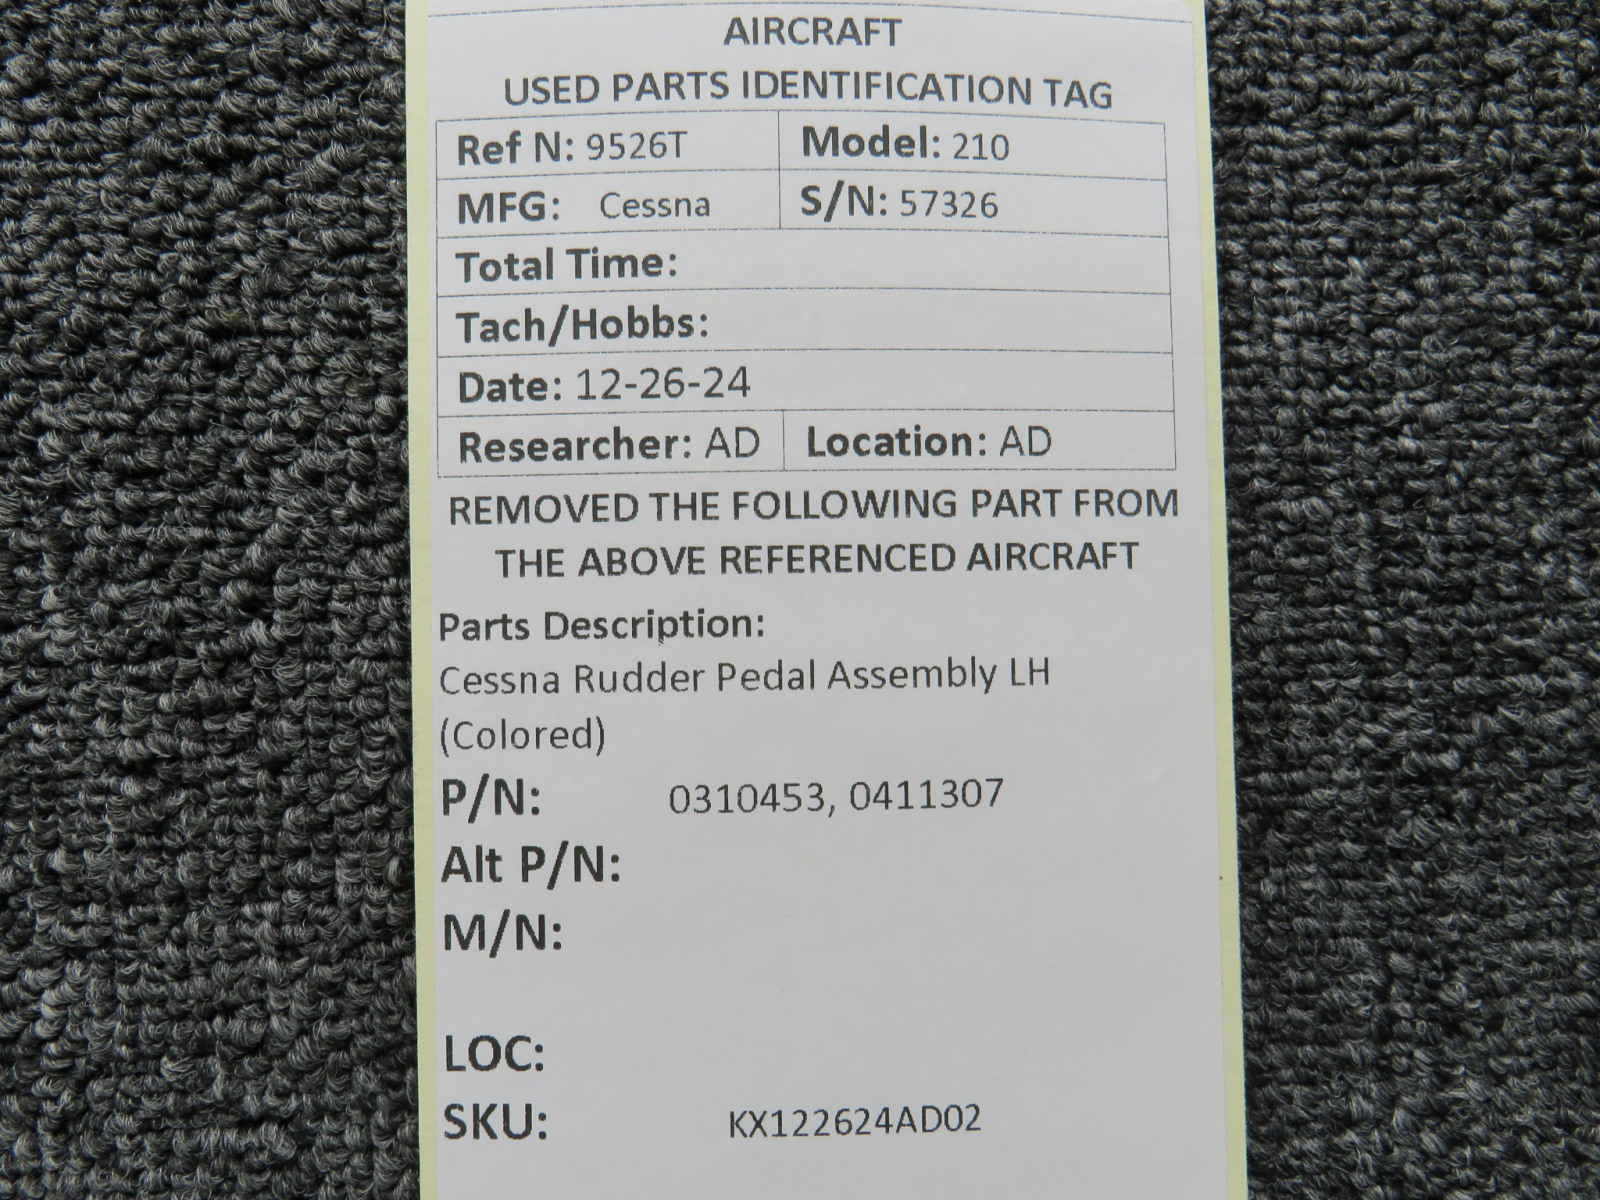 AIRCRAFT
USED PARTS IDENTIFICATION TAG
Ref N: 9526T Model: 210
MFG: Cessna S/N: 57326
Total Time:
Tach/Hobbs:
Date: 12-26-24
Researcher: AD Location: AD
REMOVED THE FOLLOWING PART FROM
THE ABOVE REFERENCED AIRCRAFT
Parts Description:
Cessna Rudder Pedal Assembly LH
(Colored)
P/N: 0310453, 0411307
Alt P/N:
M/N:
LOC:
SKU: KX122624AD02